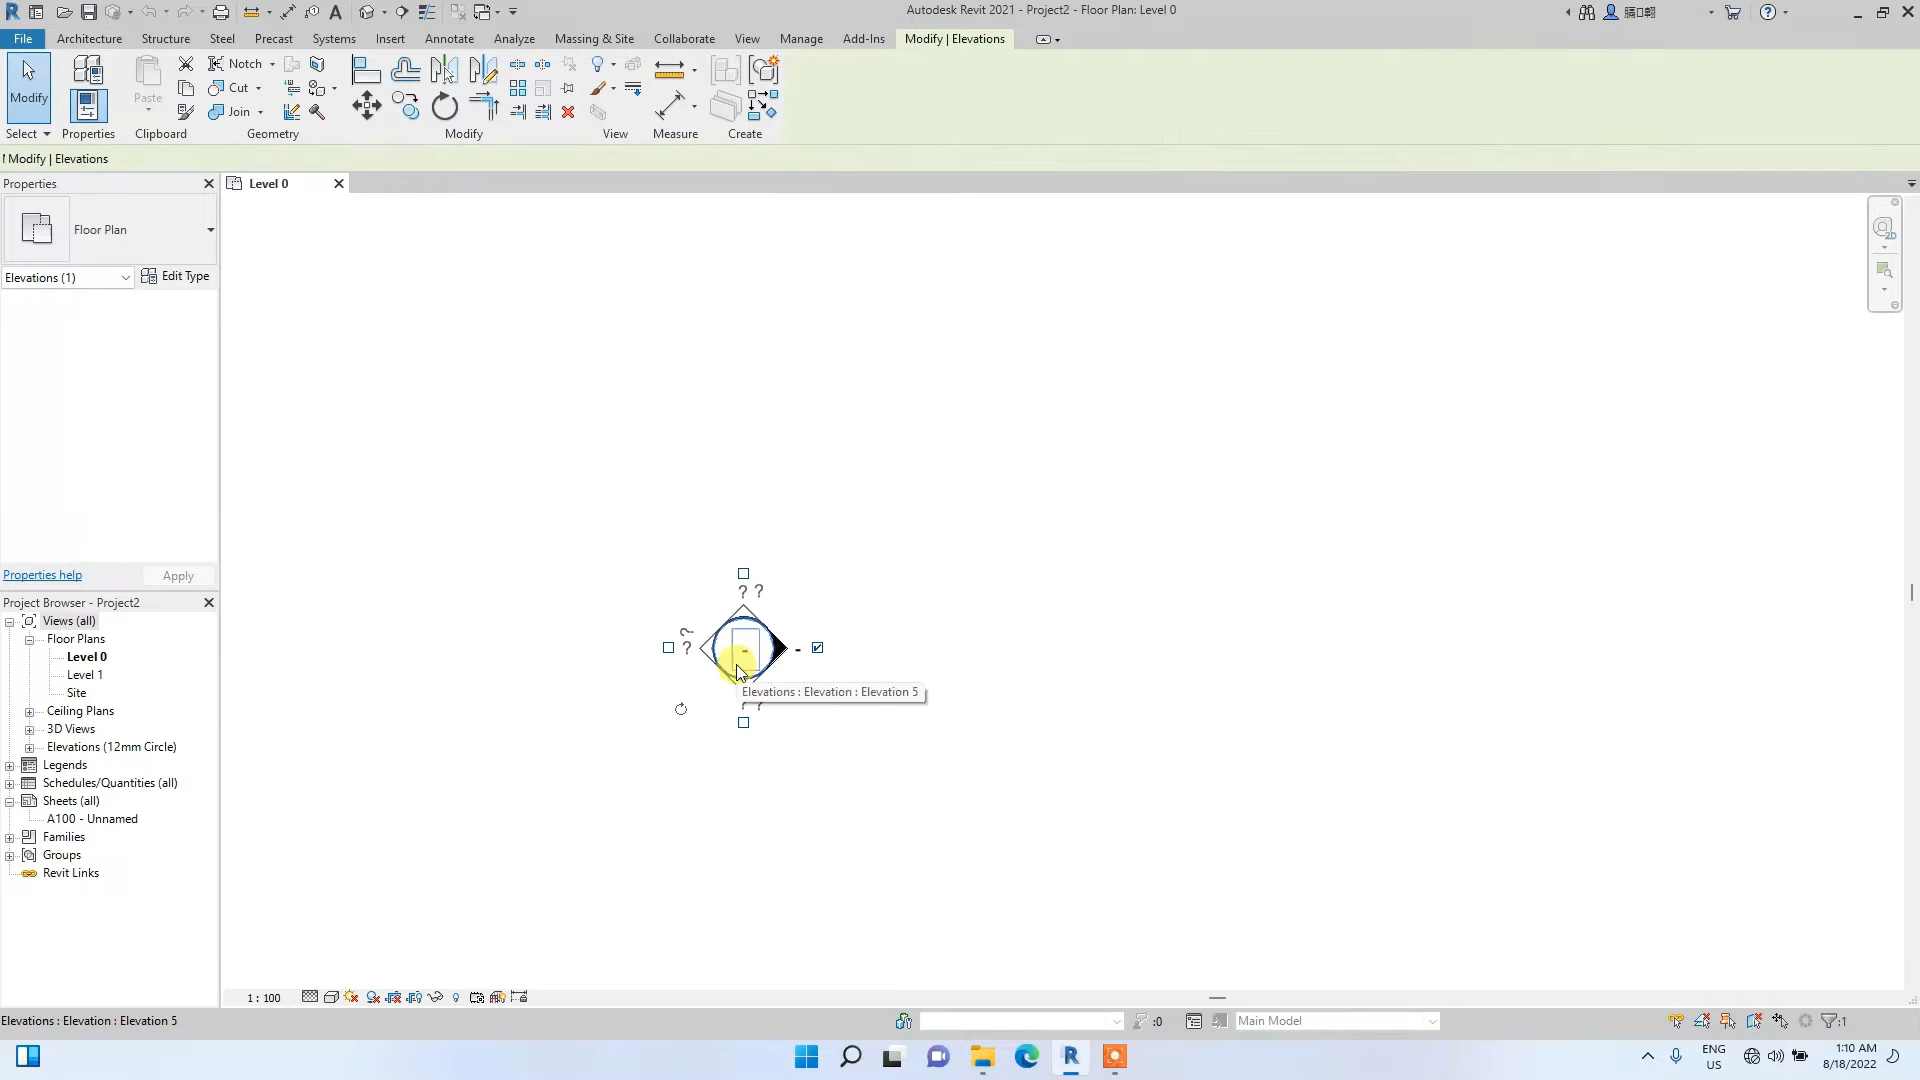 Autodesk Revit 2021 - Project2 - Floor Plan: Level 0
File Architecture Structure Steel Precast Systems Insert Annotate Analyze Massing & Site Collaborate View Manage Add-Ins Modify | Elevations
Modify
Paste
Notch
Cut
Join
Select Properties Clipboard Geometry Modify View Measure Create
Modify | Elevations
Properties
Level 0
Floor Plan
Elevations (1)
Edit Type
Properties help
Apply
Project Browser - Project2
Views (all)
Floor Plans
Level 0
Level 1
Site
Ceiling Plans
3D Views
Elevations (12mm Circle)
Legends
Schedules/Quantities (all)
Sheets (all)
A100 - Unnamed
Families
Groups
Revit Links
2D
? ?
?
?
-
-
Elevations : Elevation : Elevation 5
1 : 100
Elevations : Elevation : Elevation 5
:0
Main Model
:1
ENG
US
1:10 AM
8/18/2022